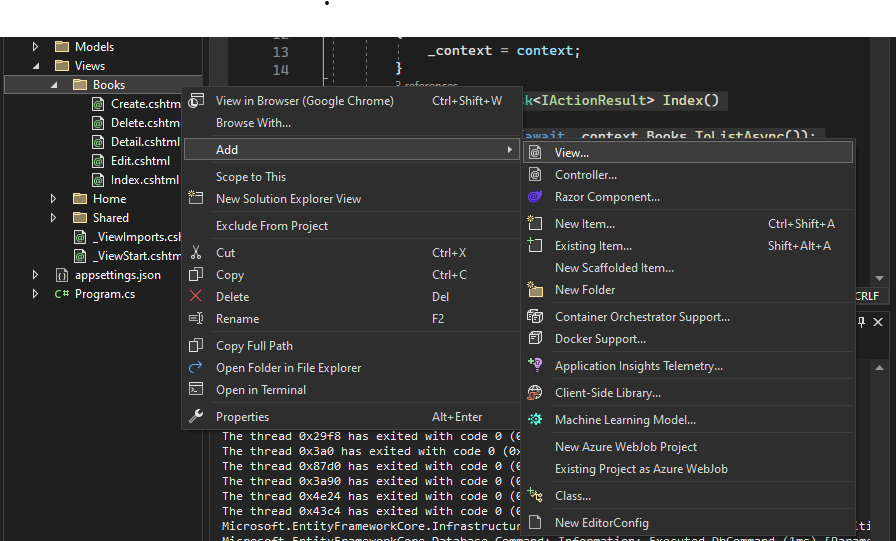 Models
Views
Books
Create.cshtm
Delete.cshtm
Detail.cshtml
Edit.cshtml
Index.cshtml
Home
Shared
_ViewImports.csh
_ViewStart.cshtm
appsettings.json
C# Program.cs
13 _context = context;
14 }
3 references
k<IActionResult> Index()
(await _context.Books.ToListAsync());
View in Browser (Google Chrome) Ctrl+Shift+W
Browse With...
Add
Scope to This
New Solution Explorer View
Exclude From Project
Cut Ctrl+X
Copy Ctrl+C
Delete Del
Rename F2
Copy Full Path
Open Folder in File Explorer
Open in Terminal
Properties Alt+Enter
View...
Controller...
Razor Component...
New Item... Ctrl+Shift+A
Existing Item... Shift+Alt+A
New Scaffolded Item...
New Folder
Container Orchestrator Support...
Docker Support...
Application Insights Telemetry...
Client-Side Library...
Machine Learning Model...
New Azure WebJob Project
Existing Project as Azure WebJob
Class...
New EditorConfig
CRLF
The thread 0x29f8 has exited with code 0 (0
The thread 0x3a0 has exited with code 0 (0x
The thread 0x87d0 has exited with code 0 (0
The thread 0x3a90 has exited with code 0 (0
The thread 0x4e24 has exited with code 0 (0
The thread 0x43c4 has exited with code 0 (0
Microsoft.EntityFrameworkCore.Infrastructur